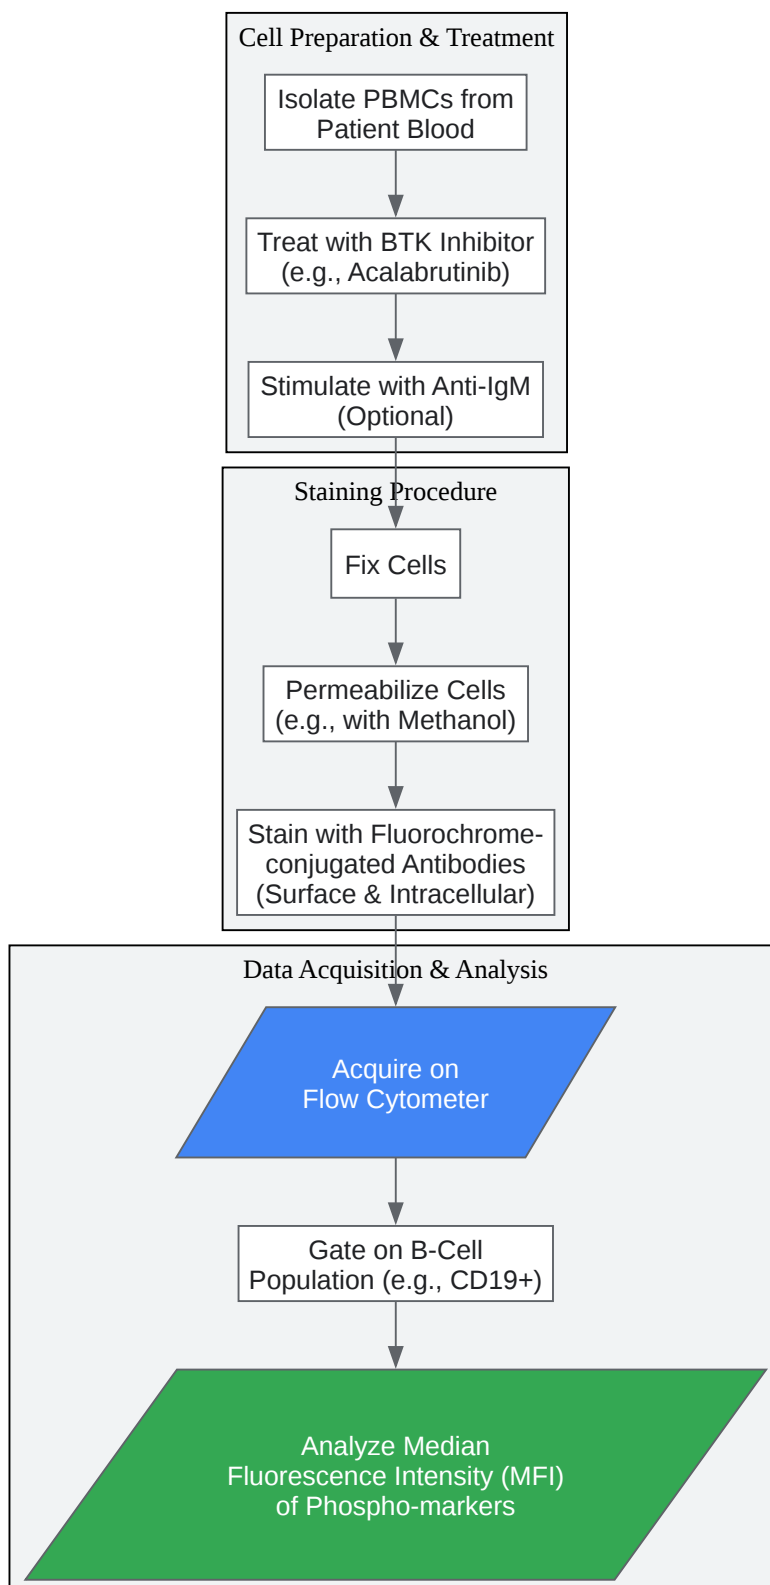 Cell Preparation & Treatment
Isolate PBMCs from
Patient Blood
Treat with BTK Inhibitor
(e.g., Acalabrutinib)
Stimulate with Anti-IgM
(Optional)
Staining Procedure
Fix Cells
Permeabilize Cells
(e.g., with Methanol)
Stain with Fluorochrome-
conjugated Antibodies
(Surface & Intracellular)
Data Acquisition & Analysis
Acquire on
Flow Cytometer
Gate on B-Cell
Population (e.g., CD19+)
Analyze Median
Fluorescence Intensity (MFI)
of Phospho-markers